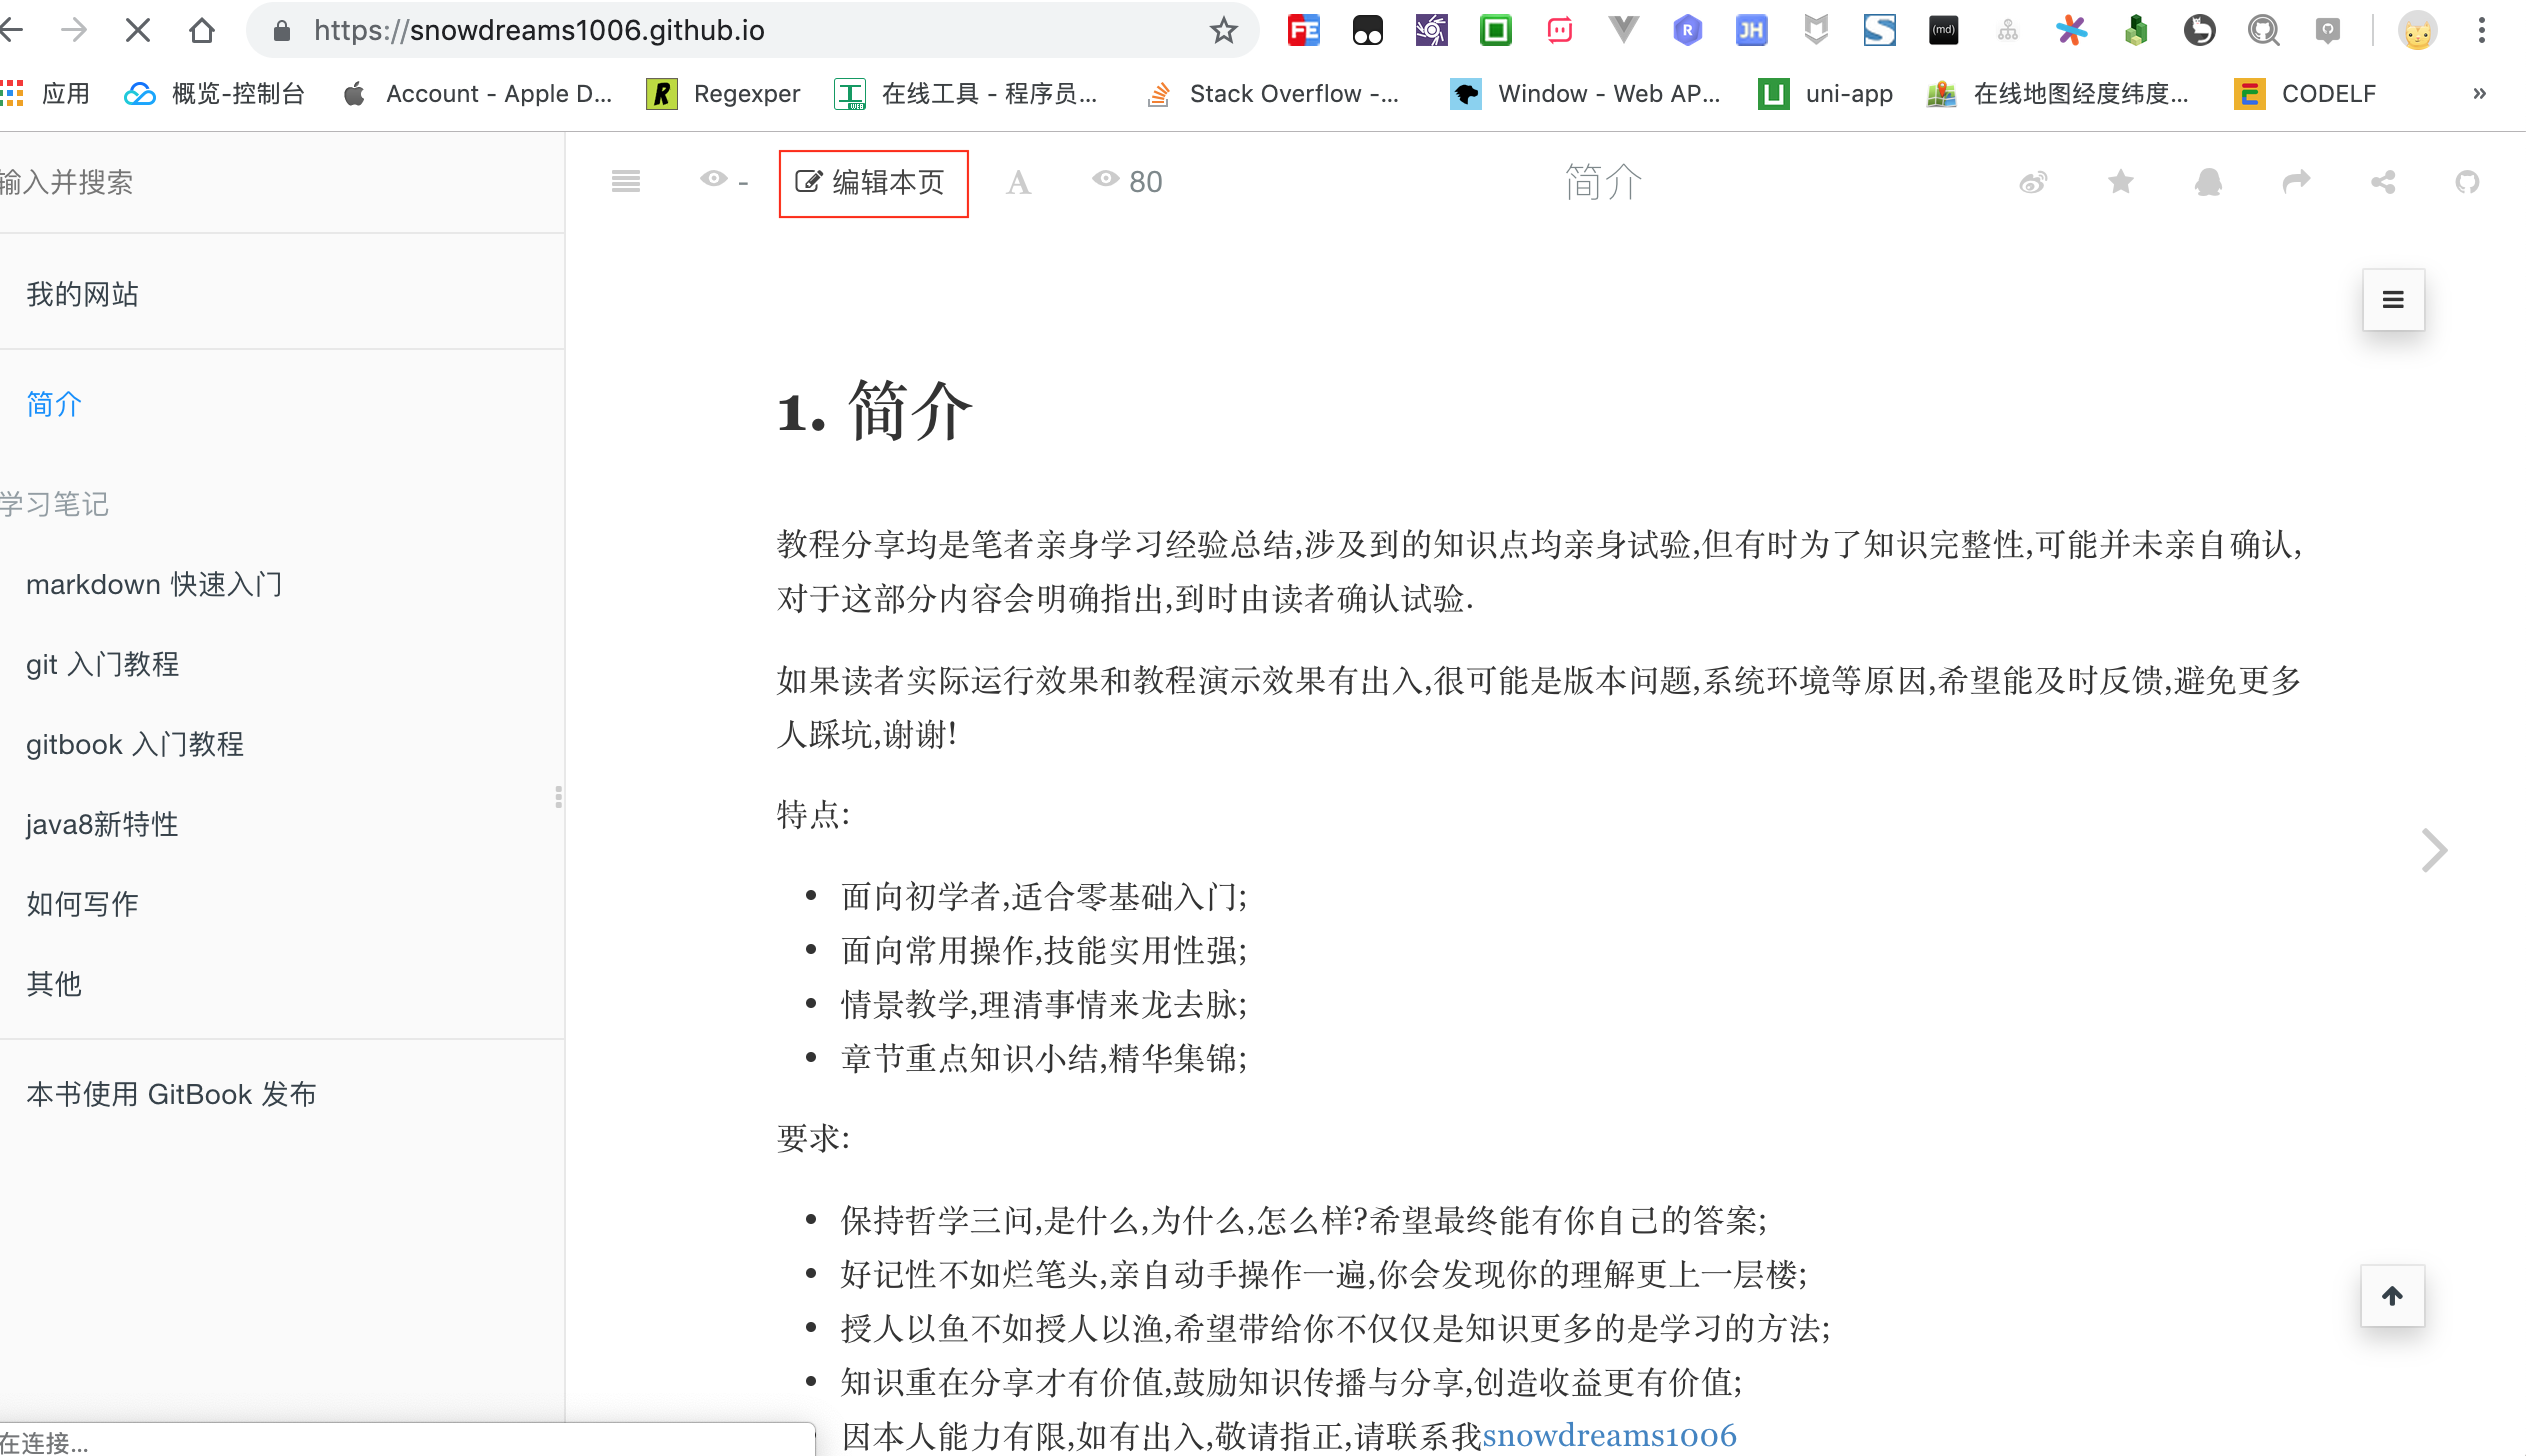 https://snowdreams1006.github.io
FE
R
JH
(md)
应用
概览-控制台
Account - Apple D...
Regexper
在线工具 - 程序员...
Stack Overflow -...
Window - Web AP...
uni-app
在线地图经度纬度...
CODELF
»
输入并搜索
我的网站
简介
学习笔记
markdown 快速入门
git 入门教程
gitbook 入门教程
java8新特性
如何写作
其他
本书使用 GitBook 发布
-
编辑本页
A
80
简介
1. 简介
教程分享均是笔者亲身学习经验总结,涉及到的知识点均亲身试验,但有时为了知识完整性,可能并未亲自确认,
对于这部分内容会明确指出,到时由读者确认试验.
如果读者实际运行效果和教程演示效果有出入,很可能是版本问题,系统环境等原因,希望能及时反馈,避免更多
人踩坑,谢谢!
特点:
• 面向初学者,适合零基础入门;
• 面向常用操作,技能实用性强;
• 情景教学,理清事情来龙去脉;
• 章节重点知识小结,精华集锦;
要求:
• 保持哲学三问,是什么,为什么,怎么样?希望最终能有你自己的答案;
• 好记性不如烂笔头,亲自动手操作一遍,你会发现你的理解更上一层楼;
• 授人以鱼不如授人以渔,希望带给你不仅仅是知识更多的是学习的方法;
• 知识重在分享才有价值,鼓励知识传播与分享,创造收益更有价值;
因本人能力有限,如有出入,敬请指正,请联系我snowdreams1006
在连接...